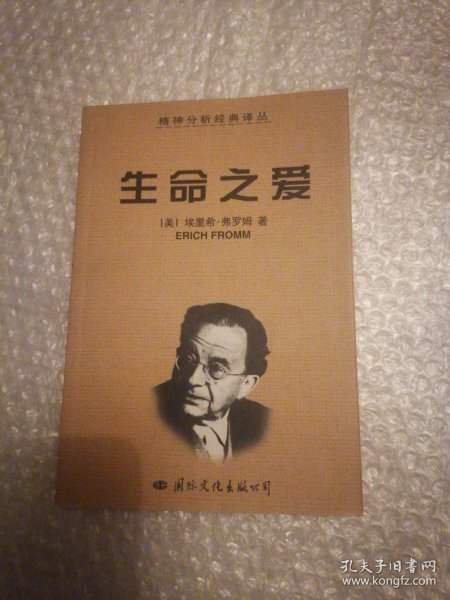 精神分析经典译丛
生命之爱
［美］埃里希·弗罗姆 著
ERICH FROMM
国际文化出版公司
孔夫子旧书网
www.kongfz.com